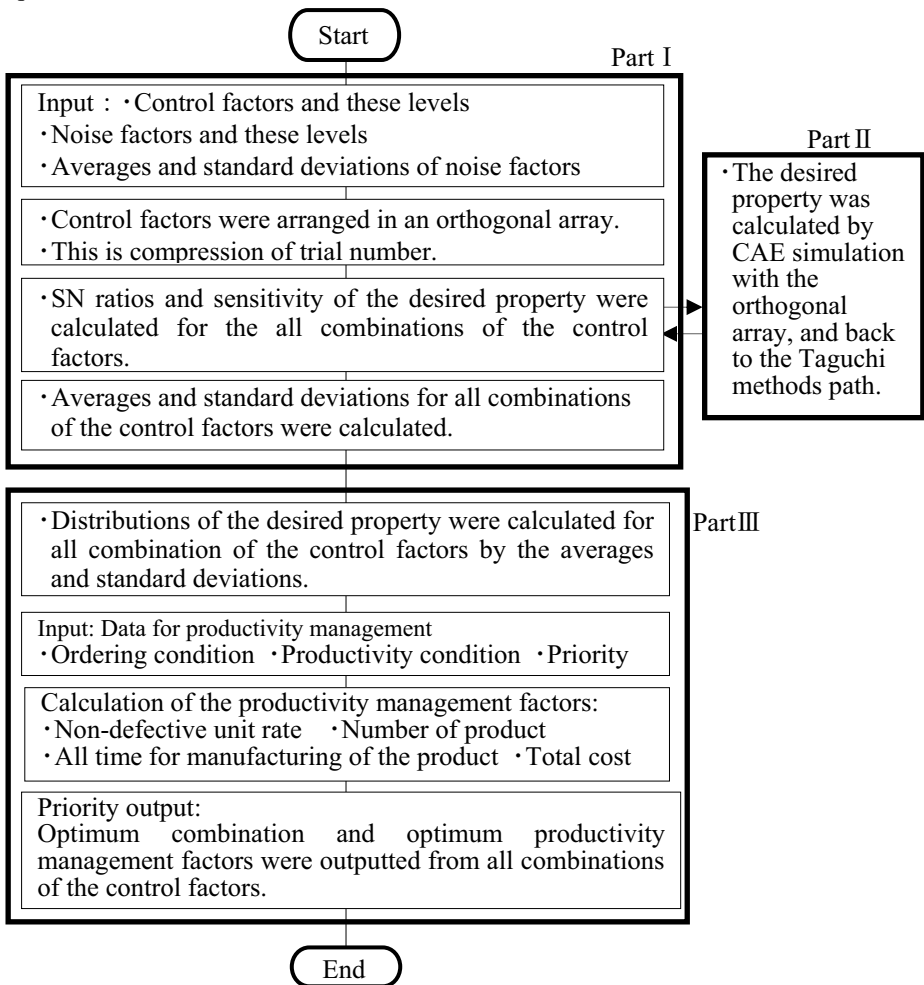 Start
Part Ⅰ
Input : ・Control factors and these levels
・Noise factors and these levels
・Averages and standard deviations of noise factors
・Control factors were arranged in an orthogonal array.
・This is compression of trial number.
・SN ratios and sensitivity of the desired property were
calculated for the all combinations of the control
factors.
・Averages and standard deviations for all combinations
of the control factors were calculated.
Part Ⅱ
・The desired
property was
calculated by
CAE simulation
with the
orthogonal
array, and back
to the Taguchi
methods path.
Part Ⅲ
・Distributions of the desired property were calculated for
all combination of the control factors by the averages
and standard deviations.
Input: Data for productivity management
・Ordering condition ・Productivity condition ・Priority
Calculation of the productivity management factors:
・Non-defective unit rate ・Number of product
・All time for manufacturing of the product ・Total cost
Priority output:
Optimum combination and optimum productivity
management factors were outputted from all combinations
of the control factors.
End